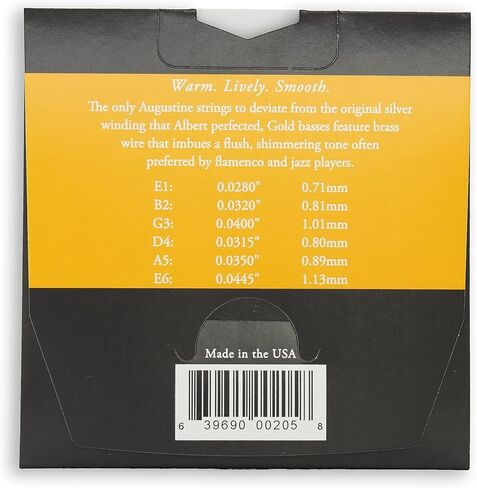 Warm. Lively. Smooth.
The only Augustine strings to deviate from the original silver
winding that Albert perfected, Gold basses feature brass
wire that imbues a flush, shimmering tone often
preferred by flamenco and jazz players.
E1: 0.0280" 0.71mm
B2: 0.0320" 0.81mm
G3: 0.0400" 1.01mm
D4: 0.0315" 0.80mm
A5: 0.0350" 0.89mm
E6: 0.0445" 1.13mm
Made in the USA
6 39690 00205 8